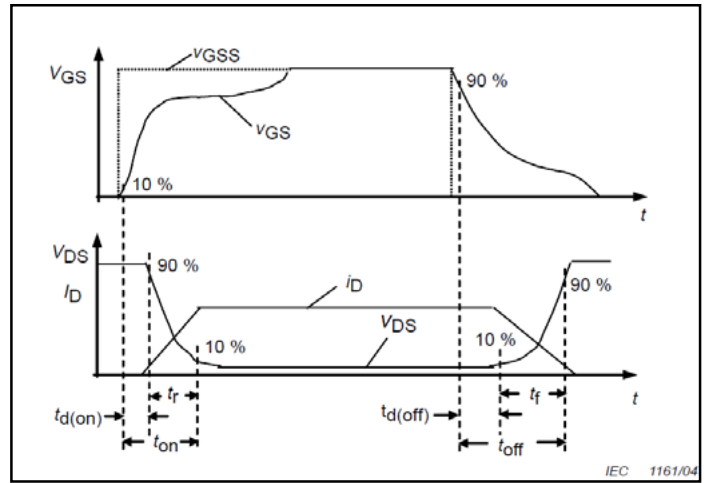 vGSS
VGS
90 %
vGS
10 %
t
VDS
90 %
ID
iD
90 %
vDS
10 %
10 %
tr
tf
t
td(on)
td(off)
ton
toff
IEC 1161/04